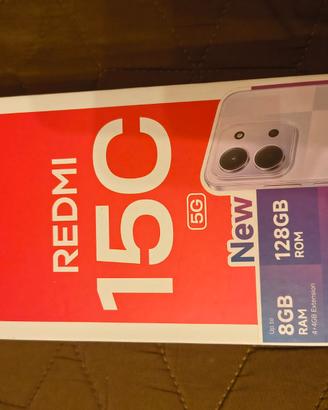 REDMI
15C
5G
New
128GB
ROM
Up to
8GB
RAM
4+4GB Extension